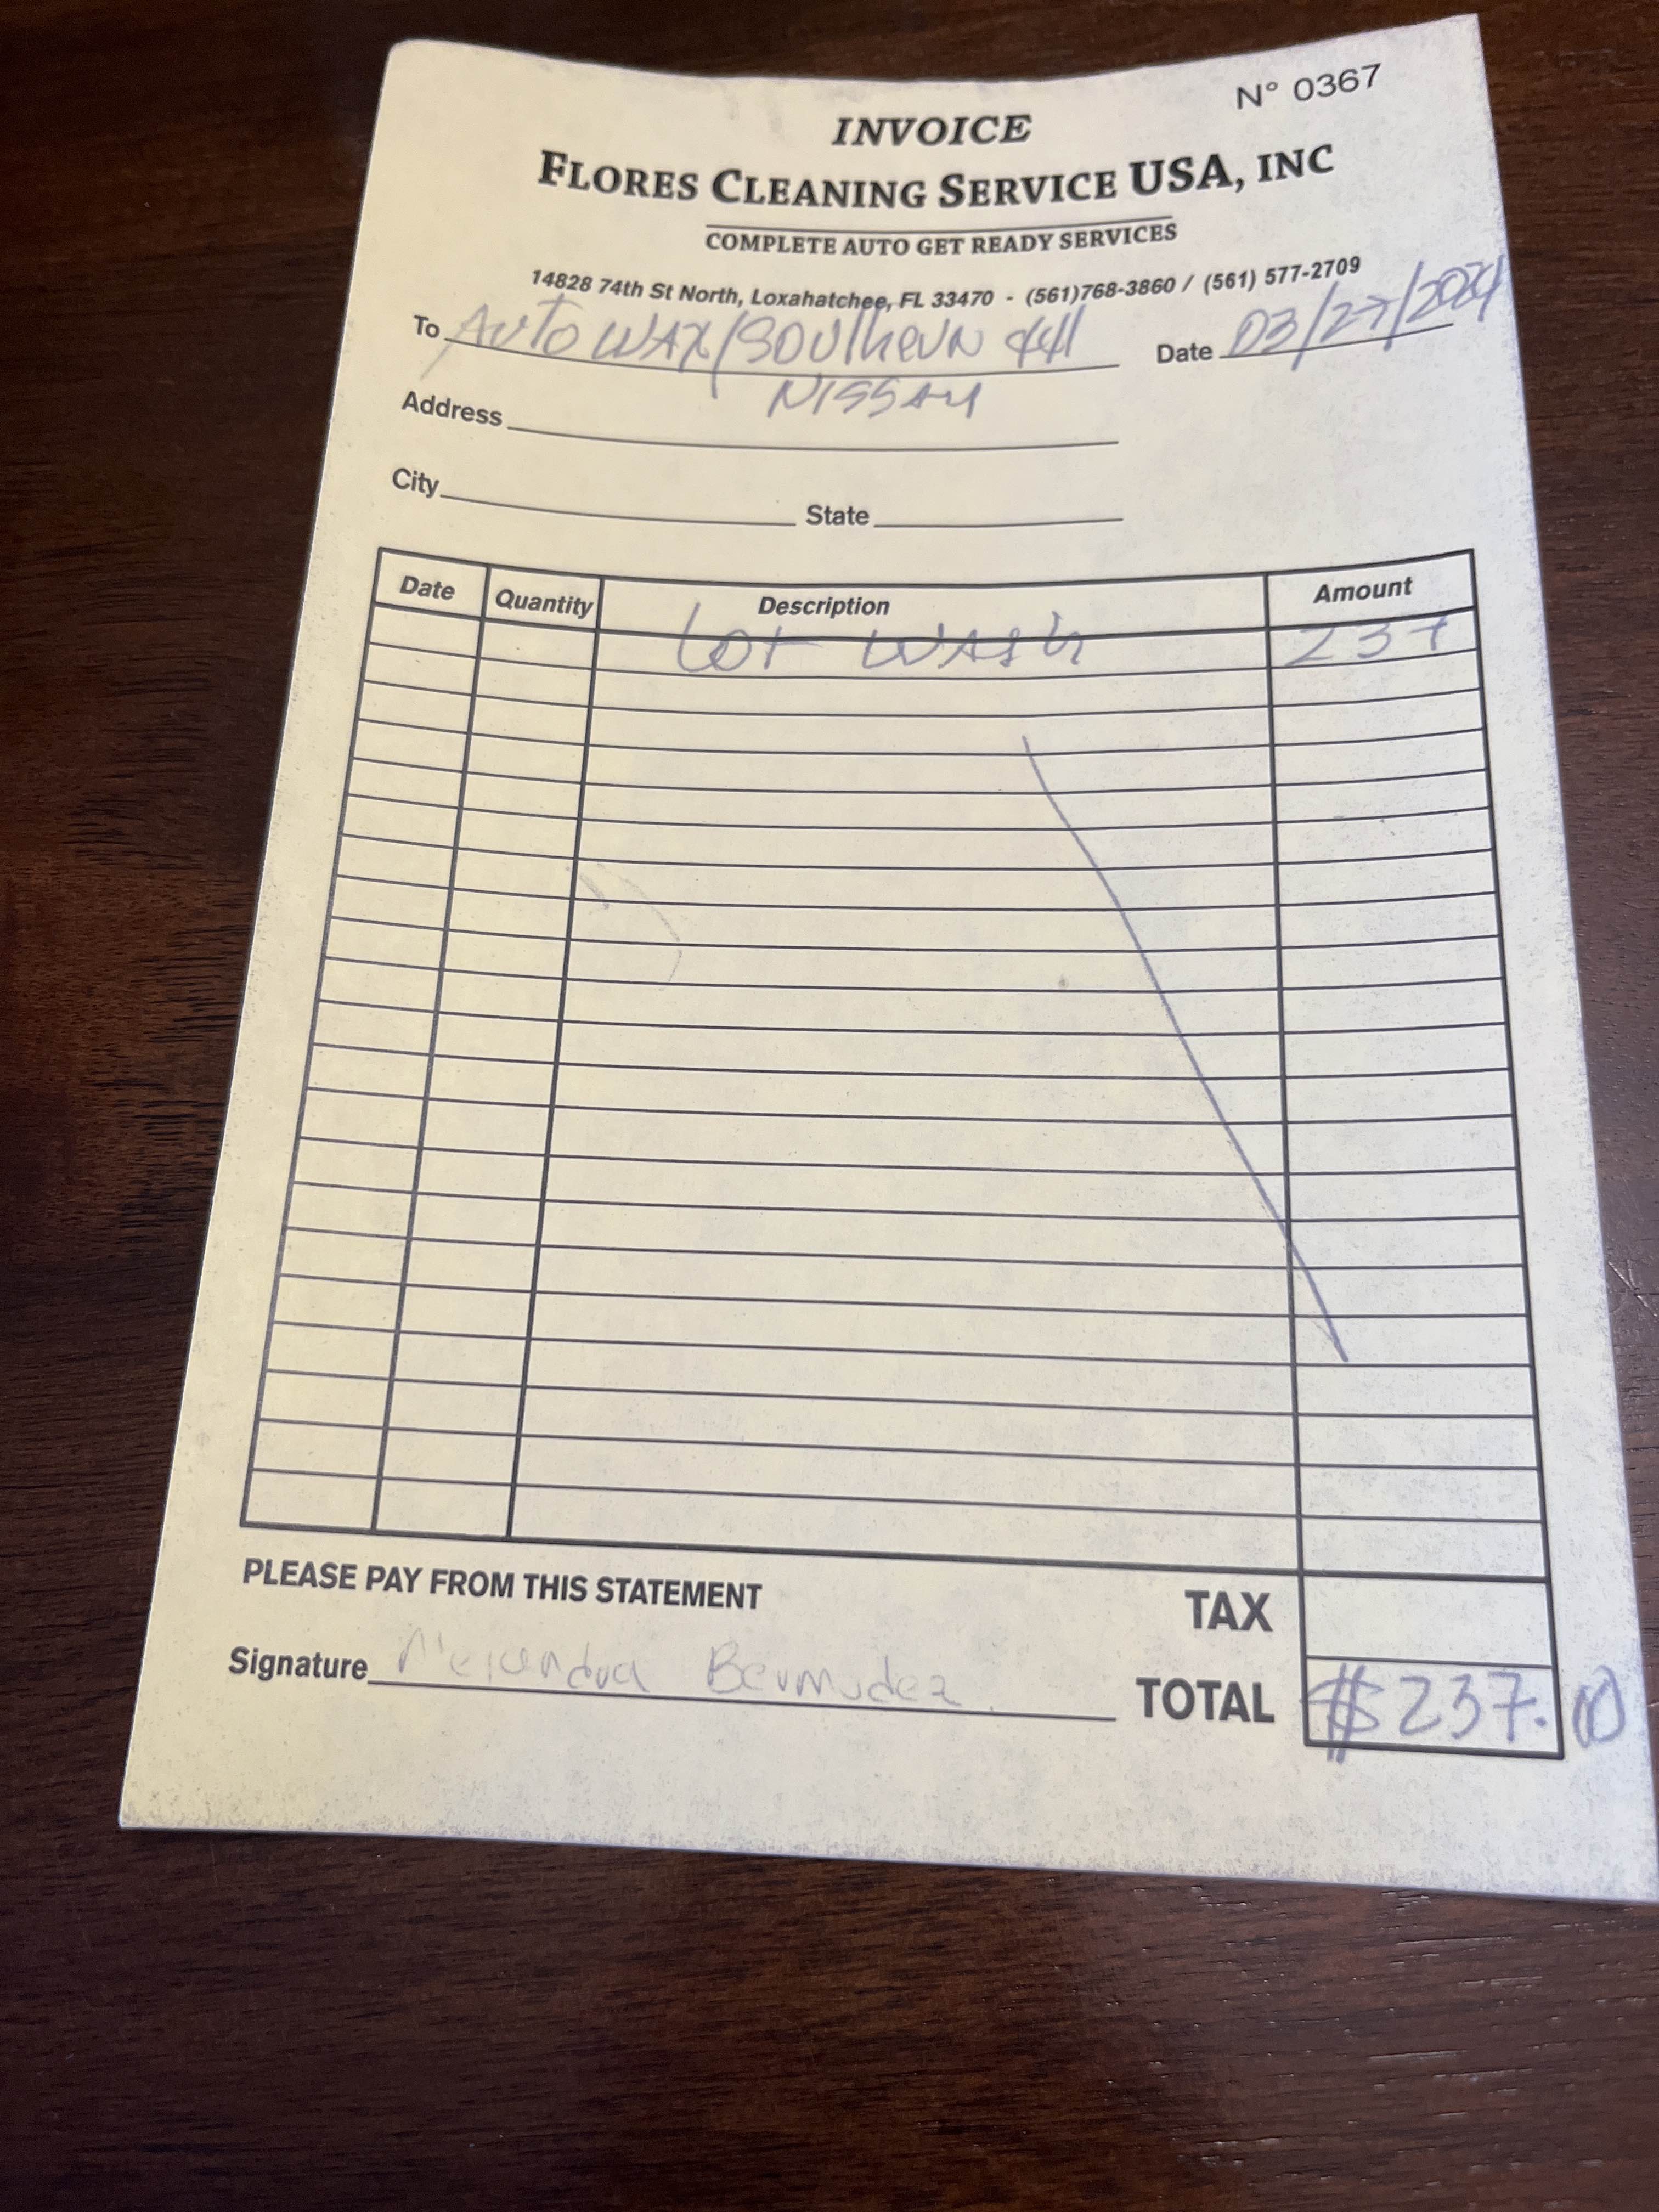 N° 0367
INVOICE
FLORES CLEANING SERVICE USA, INC
COMPLETE AUTO GET READY SERVICES
14828 74th St North, Loxahatchee, FL 33470 - (561)768-3860 / (561) 577-2709
To AUTO WAX/SOUTHERN 441 Date 03/27/2024
NISSAN
Address
City State
Date Quantity Description Amount
LOT WASH 237
PLEASE PAY FROM THIS STATEMENT
TAX
Signature Bermudez
TOTAL $237.00